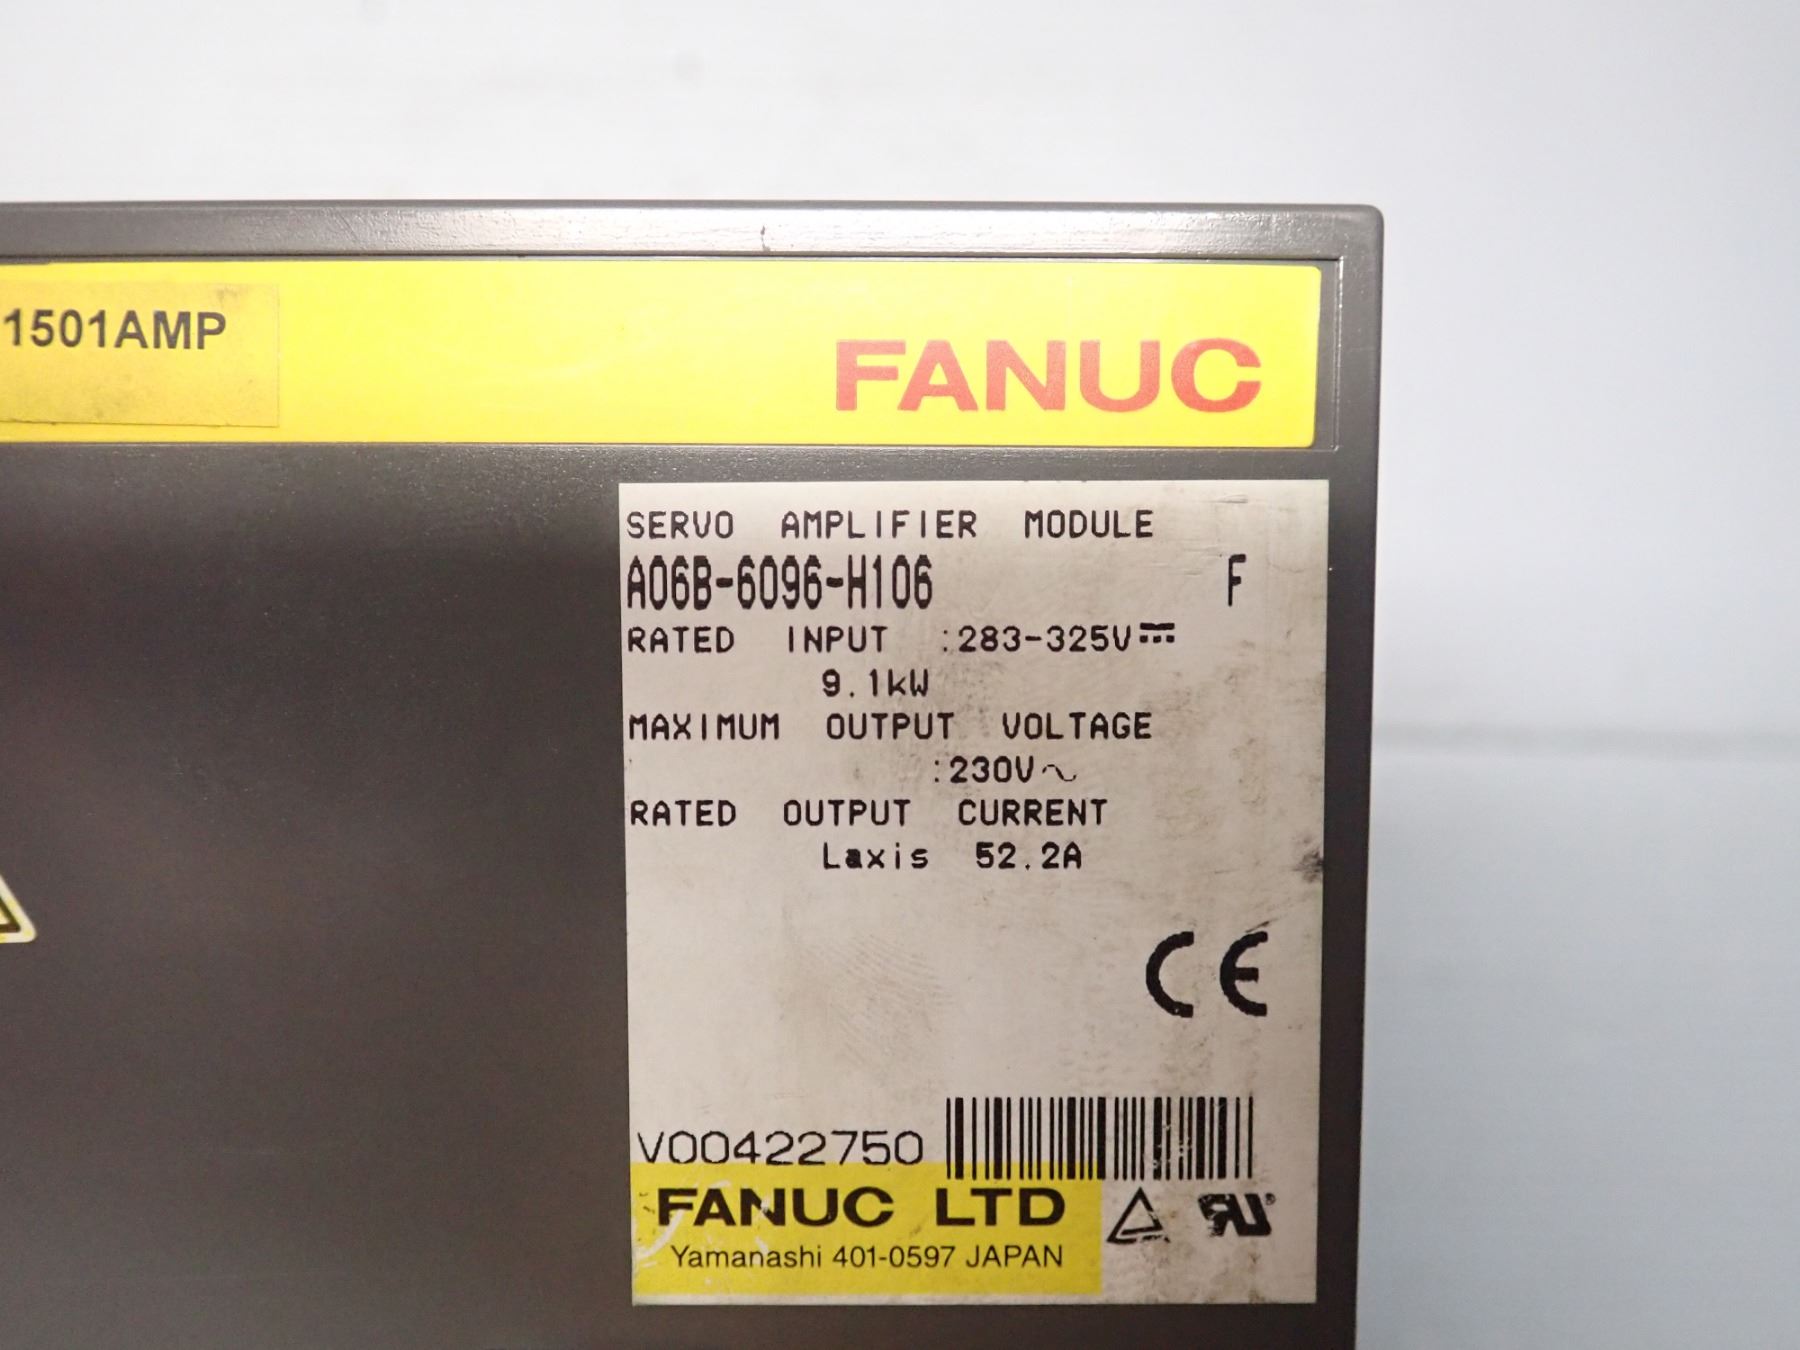 1501AMP
FANUC
SERVO AMPLIFIER MODULE
A06B-6096-H106 F
RATED INPUT :283-325V⎓
9.1kW
MAXIMUM OUTPUT VOLTAGE
:230V~
RATED OUTPUT CURRENT
Laxis 52.2A
CE
V00422750
FANUC LTD
Yamanashi 401-0597 JAPAN